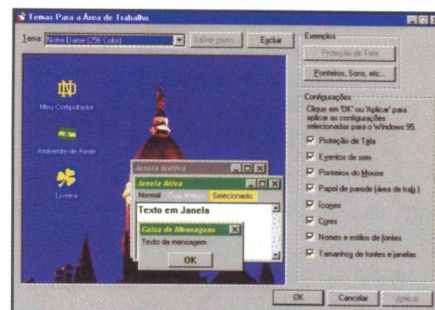 Temas Para a Área de Trabalho
Tema:
Notre Dame (256 Color)
Salvar como...
Excluir
Exemplos
Proteção de Tela
Ponteiros, Sons, etc...
Meu Computador
Ambiente de Rede
Lixeira
Janela Inativa
Janela Ativa
Normal
Selecionado
Texto em Janela
Caixa de Mensagens
Texto da mensagem
OK
Configurações
Clique em 'OK' ou 'Aplicar' para
aplicar as configurações
selecionadas para o Windows 95.
Proteção de Tela
Eventos de som
Ponteiros do Mouse
Papel de parede (área de trab.)
Ícones
Cores
Nomes e estilos de fontes
Tamanhos de fontes e janelas
OK
Cancelar
Aplicar